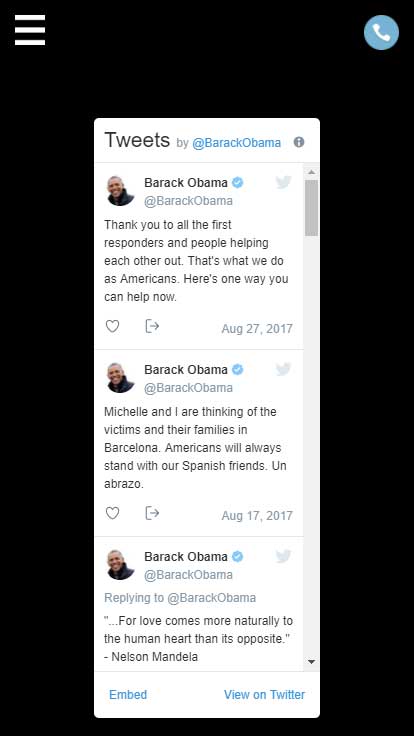 Tweets by @BarackObama
Barack Obama
@BarackObama
Thank you to all the first
responders and people helping
each other out. That's what we do
as Americans. Here's one way you
can help now.
Aug 27, 2017
Barack Obama
@BarackObama
Michelle and I are thinking of the
victims and their families in
Barcelona. Americans will always
stand with our Spanish friends. Un
abrazo.
Aug 17, 2017
Barack Obama
@BarackObama
Replying to @BarackObama
"...For love comes more naturally to
the human heart than its opposite."
- Nelson Mandela
Embed View on Twitter